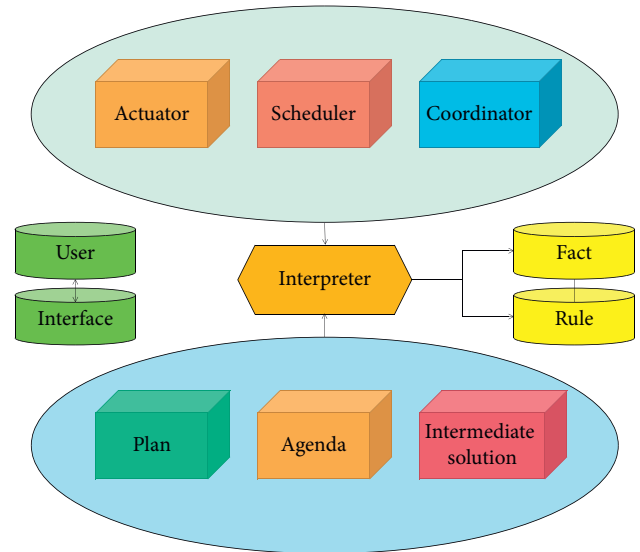 Actuator
Scheduler
Coordinator
User
Interface
Interpreter
Fact
Rule
Plan
Agenda
Intermediate
solution